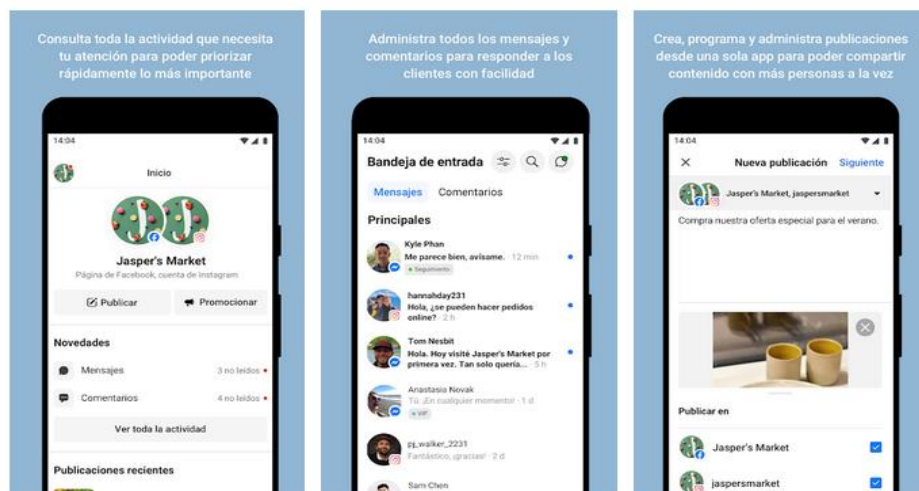 Consulta toda la actividad que necesita
tu atención para poder priorizar
rápidamente lo más importante
14:04
Inicio
Jasper's Market
Página de Facebook, cuenta de Instagram
Publicar
Promocionar
Novedades
Mensajes
3 no leídos
Comentarios
4 no leídos
Ver toda la actividad
Publicaciones recientes
Administra todos los mensajes y
comentarios para responder a los
clientes con facilidad
14:04
Bandeja de entrada
Mensajes Comentarios
Principales
Kyle Phan
Me parece bien, avísame. · 12 min
Seguimiento
hannahday231
Hola, ¿se pueden hacer pedidos
online? · 2 h
Tom Nesbit
Hola. Hoy visité Jasper's Market por
primera vez. Tan solo quería... · 5 h
Anastasia Novak
Tú: ¡En cualquier momento! · 1 d
VIP
pj_walker_2231
Fantástico, ¡gracias! · 2 d
Sam Chen
Crea, programa y administra publicaciones
desde una sola app para poder compartir
contenido con más personas a la vez
14:04
Nueva publicación Siguiente
Jasper's Market, jaspersmarket
Compra nuestra oferta especial para el verano.
Publicar en
Jasper's Market
jaspersmarket